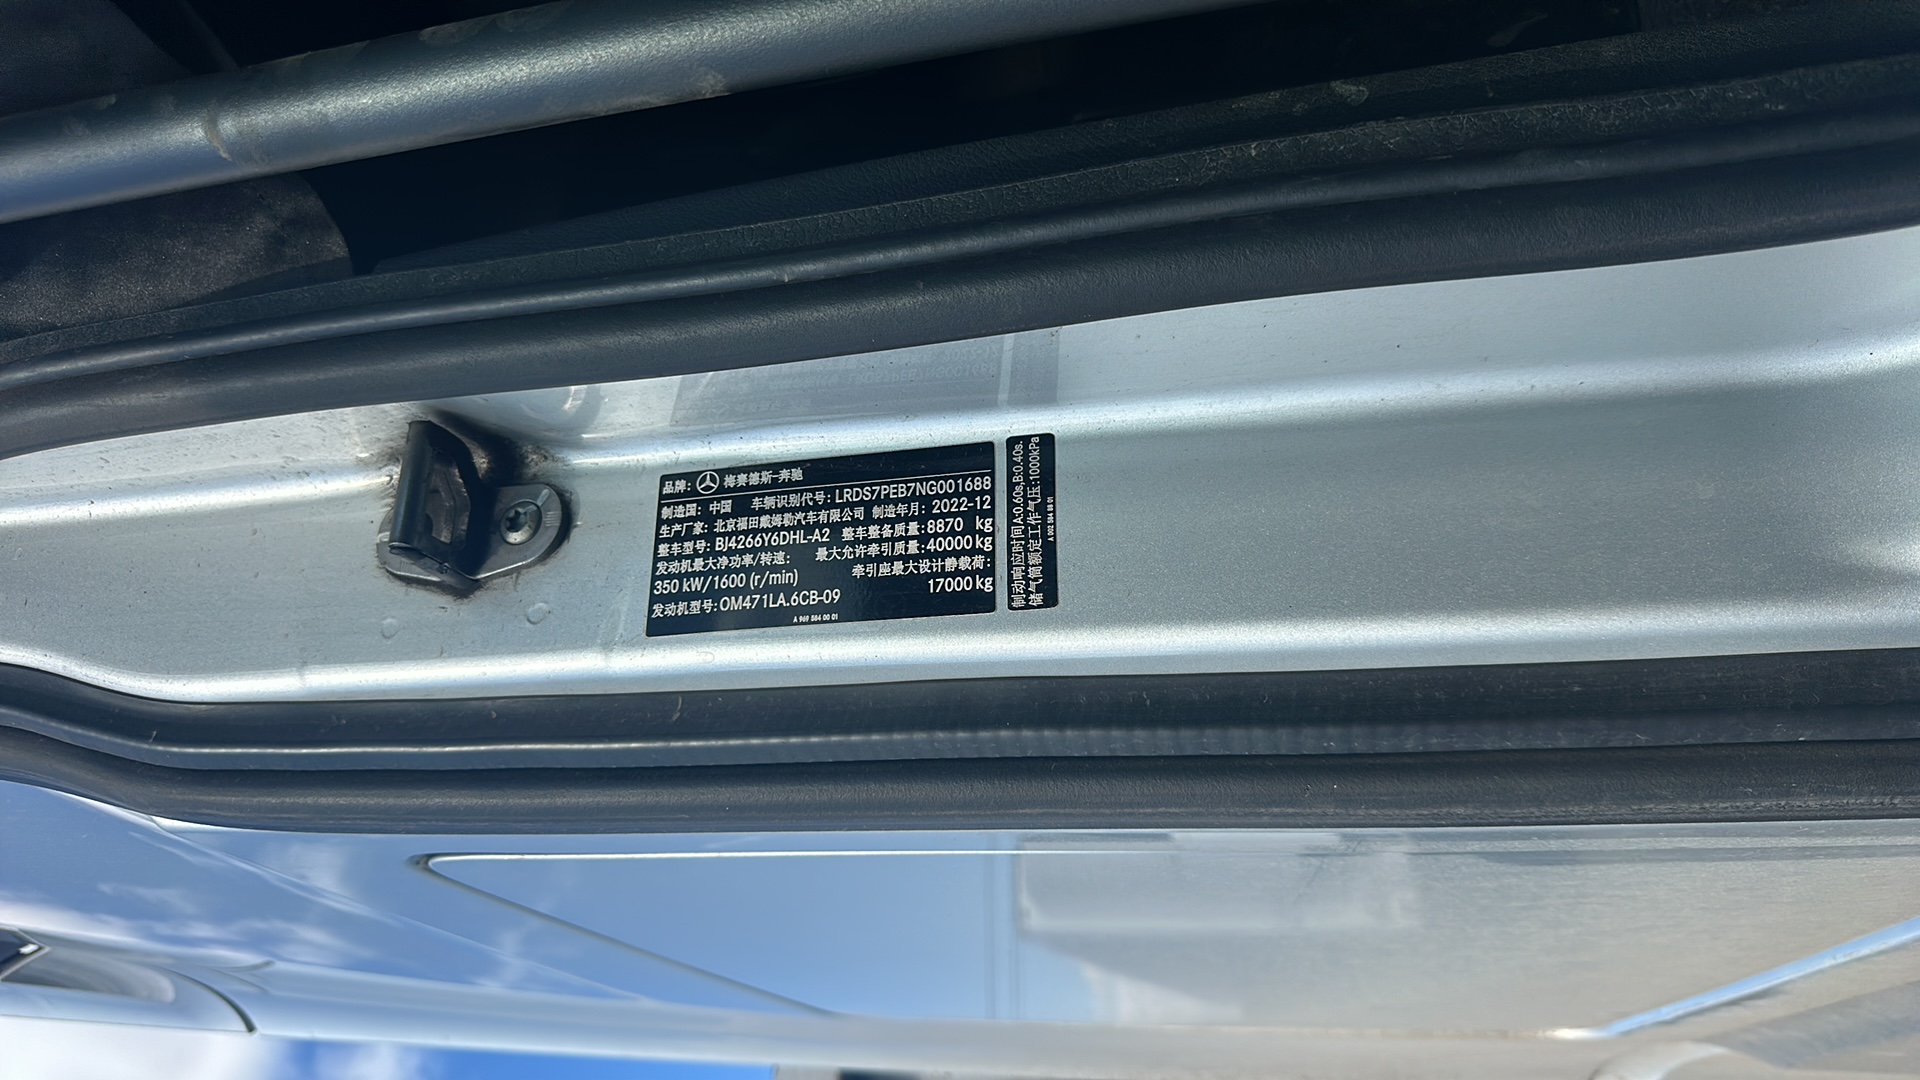 品牌: 梅赛德斯-奔驰
制造国: 中国 车辆识别代号: LRDS7PEB7NG001688
生产厂家: 北京福田戴姆勒汽车有限公司 制造年月: 2022-12
整车型号: BJ4266Y6DHL-A2 整车整备质量:8870 kg
发动机最大净功率/转速: 最大允许牵引质量:40000 kg
350 kW/1600 (r/min) 牵引座最大设计静载荷:
17000 kg
发动机型号:OM471LA.6CB-09
A 969 584 00 01
制动响应时间A:0.60s,B:0.40s.
储气筒额定工作气压:1000kPa